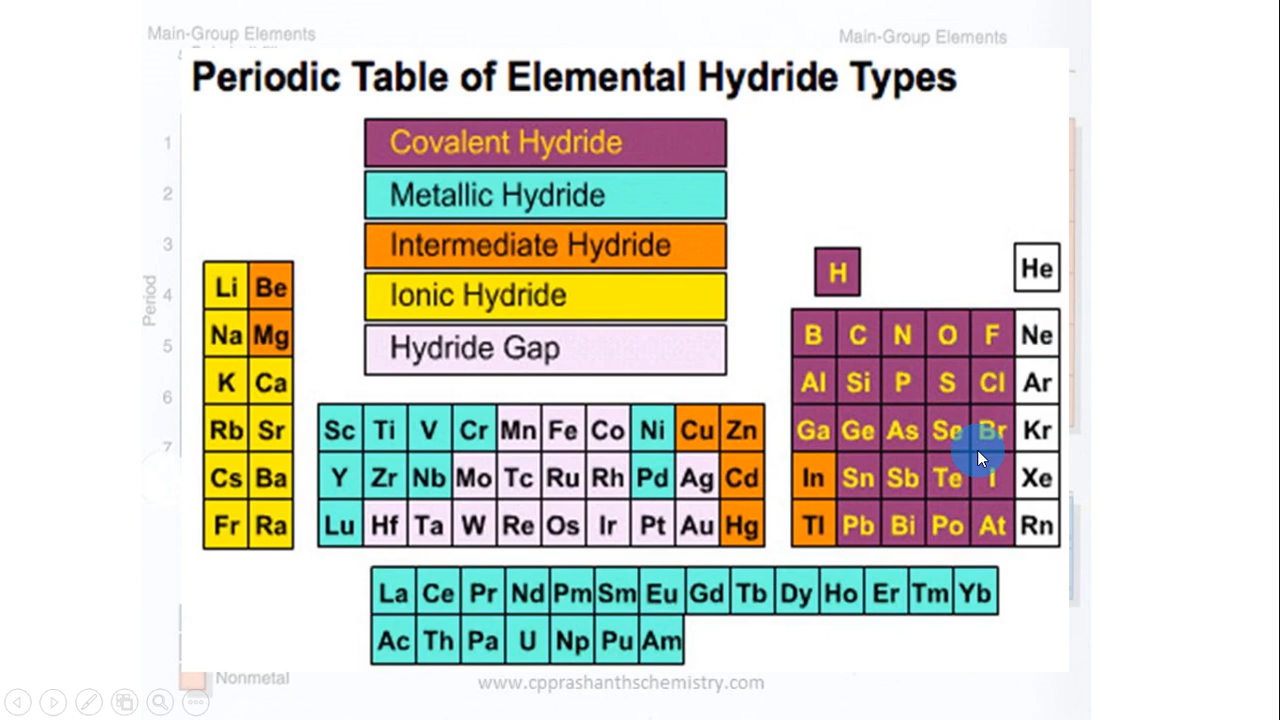 Main-Group Elements
Main-Group Elements
Periodic Table of Elemental Hydride Types
Covalent Hydride
Metallic Hydride
Intermediate Hydride
Ionic Hydride
Hydride Gap
Period
1
2
3
4
5
6
7
H He
Li Be
B C N O F Ne
Na Mg
Al Si P S Cl Ar
K Ca
Sc Ti V Cr Mn Fe Co Ni Cu Zn
Ga Ge As Se Br Kr
Rb Sr
Y Zr Nb Mo Tc Ru Rh Pd Ag Cd
In Sn Sb Te I Xe
Cs Ba
Lu Hf Ta W Re Os Ir Pt Au Hg
Tl Pb Bi Po At Rn
Fr Ra
La Ce Pr Nd Pm Sm Eu Gd Tb Dy Ho Er Tm Yb
Ac Th Pa U Np Pu Am
Nonmetal
www.cpprashanthschemistry.com